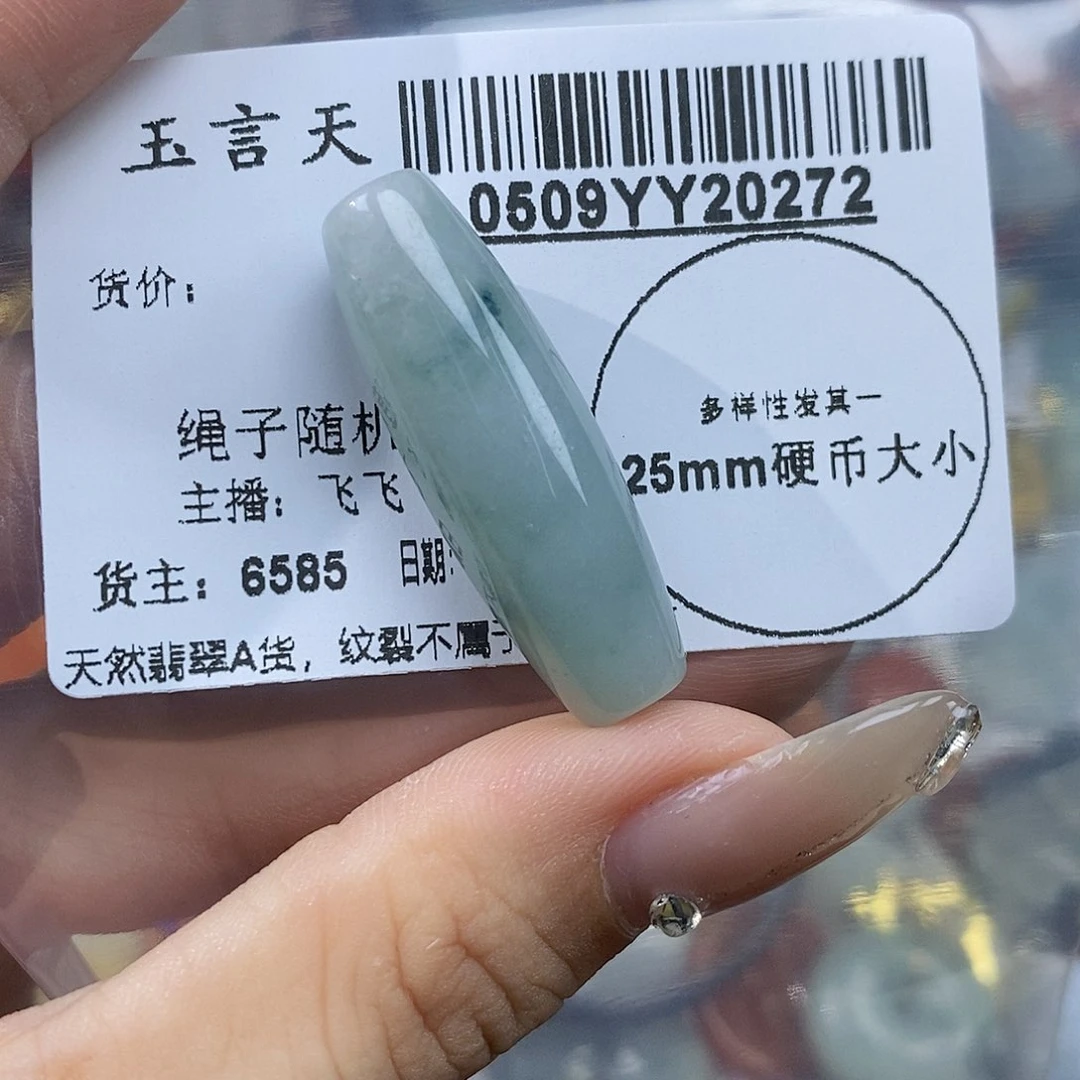 玉言天
0509YY20272
货价：
多样性发其一
绳子随机
25mm硬币大小
主播：飞飞
货主：6585 日期:
天然翡翠A货，纹裂不属于